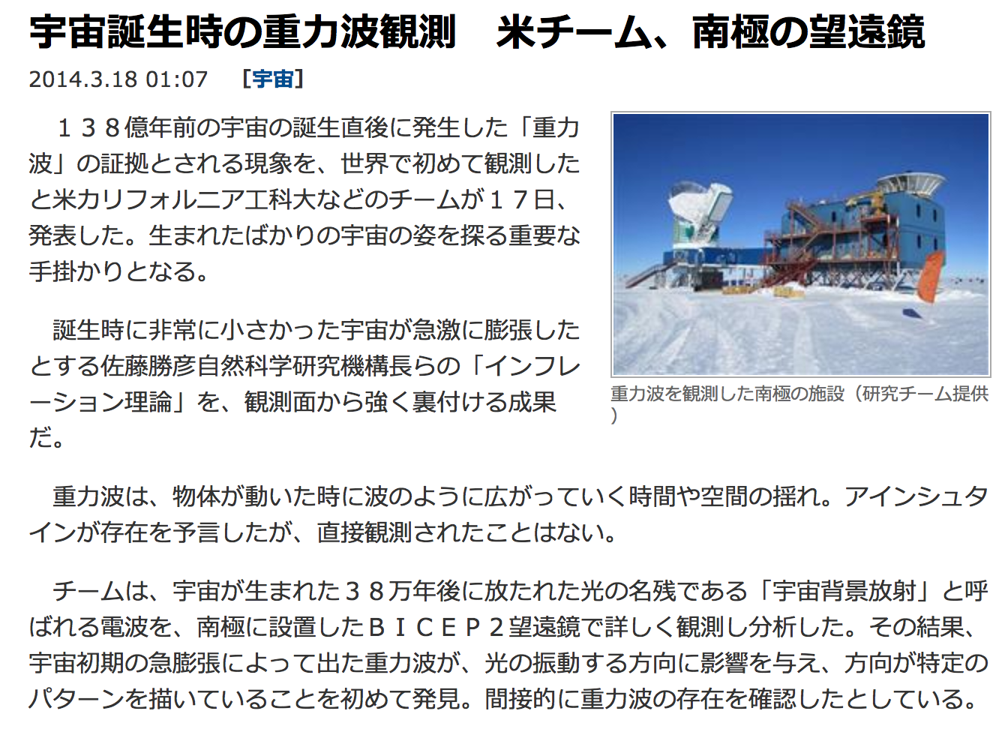 宇宙誕生時の重力波観測　米チーム、南極の望遠鏡
2014.3.18 01:07　［宇宙］
　１３８億年前の宇宙の誕生直後に発生した「重力
波」の証拠とされる現象を、世界で初めて観測した
と米カリフォルニア工科大などのチームが１７日、
発表した。生まれたばかりの宇宙の姿を探る重要な
手掛かりとなる。
　誕生時に非常に小さかった宇宙が急激に膨張した
とする佐藤勝彦自然科学研究機構長らの「インフレ
ーション理論」を、観測面から強く裏付ける成果
だ。
重力波を観測した南極の施設（研究チーム提供
）
　重力波は、物体が動いた時に波のように広がっていく時間や空間の揺れ。アインシュタ
インが存在を予言したが、直接観測されたことはない。
　チームは、宇宙が生まれた３８万年後に放たれた光の名残である「宇宙背景放射」と呼
ばれる電波を、南極に設置したＢＩＣＥＰ２望遠鏡で詳しく観測し分析した。その結果、
宇宙初期の急膨張によって出た重力波が、光の振動する方向に影響を与え、方向が特定の
パターンを描いていることを初めて発見。間接的に重力波の存在を確認したとしている。